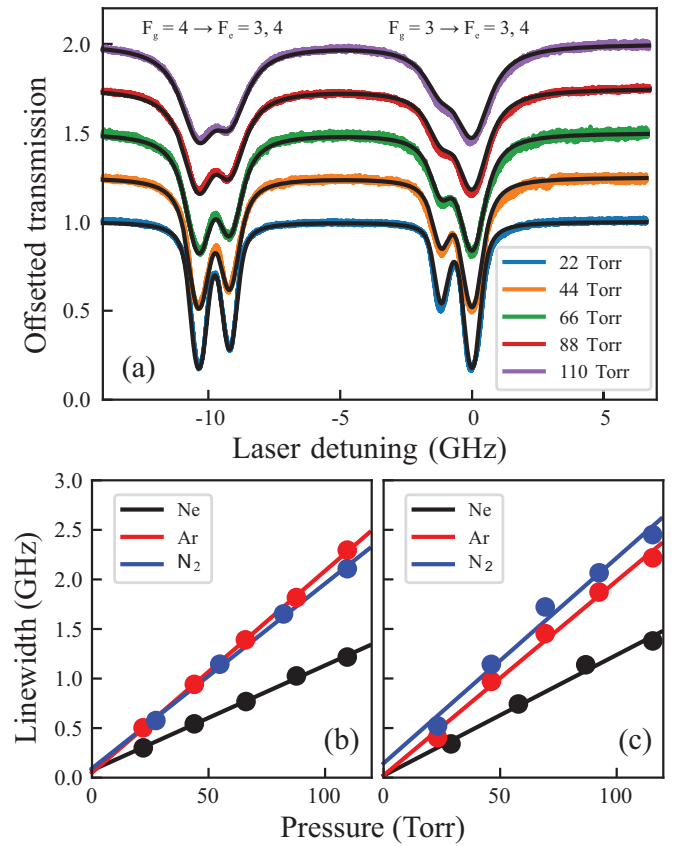 F_g = 4 → F_e = 3, 4 F_g = 3 → F_e = 3, 4
2.0
1.5
1.0
0.5
0.0
Offsetted transmission
22 Torr
44 Torr
66 Torr
88 Torr
110 Torr
(a)
-10 -5 0 5
Laser detuning (GHz)
3.0
2.5
2.0
1.5
1.0
0.5
0.0
Linewidth (GHz)
Ne
Ar
N₂
(b)
0 50 100
Ne
Ar
N₂
(c)
0 50 100
Pressure (Torr)